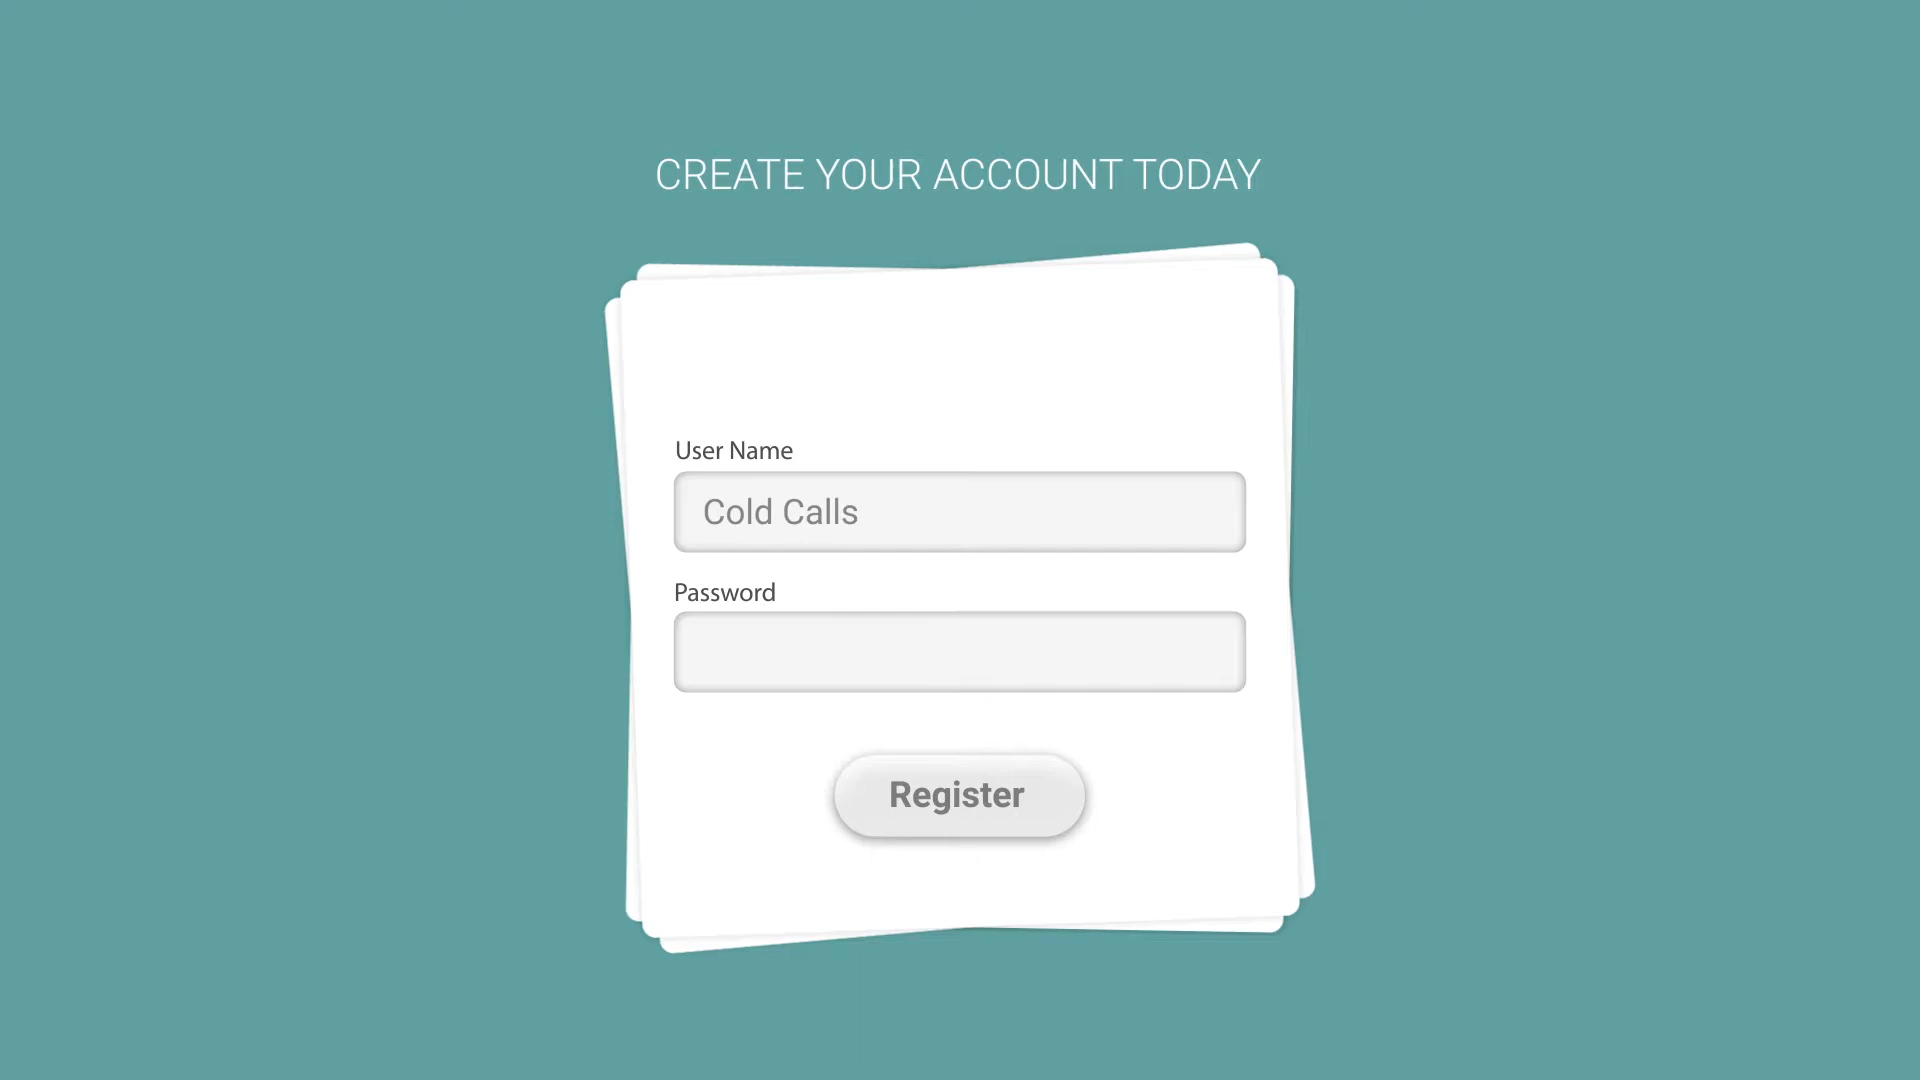 CREATE YOUR ACCOUNT TODAY
User Name
Cold Calls
Password
Register